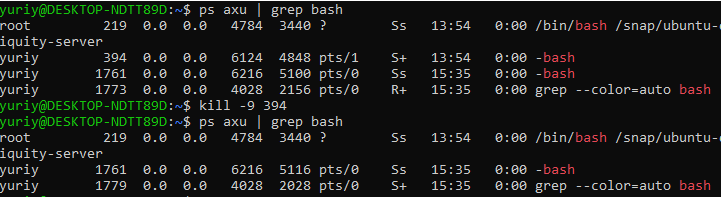 yuriy@DESKTOP-NDTT89D:~$ ps axu | grep bash
root 219 0.0 0.0 4784 3440 ? Ss 13:54 0:00 /bin/bash /snap/ubuntu-
iquity-server
yuriy 394 0.0 0.0 6124 4848 pts/1 S+ 13:54 0:00 -bash
yuriy 1761 0.0 0.0 6216 5100 pts/0 Ss 15:35 0:00 -bash
yuriy 1773 0.0 0.0 4028 2156 pts/0 R+ 15:35 0:00 grep --color=auto bash
yuriy@DESKTOP-NDTT89D:~$ kill -9 394
yuriy@DESKTOP-NDTT89D:~$ ps axu | grep bash
root 219 0.0 0.0 4784 3440 ? Ss 13:54 0:00 /bin/bash /snap/ubuntu-
iquity-server
yuriy 1761 0.0 0.0 6216 5116 pts/0 Ss 15:35 0:00 -bash
yuriy 1779 0.0 0.0 4028 2028 pts/0 S+ 15:35 0:00 grep --color=auto bash